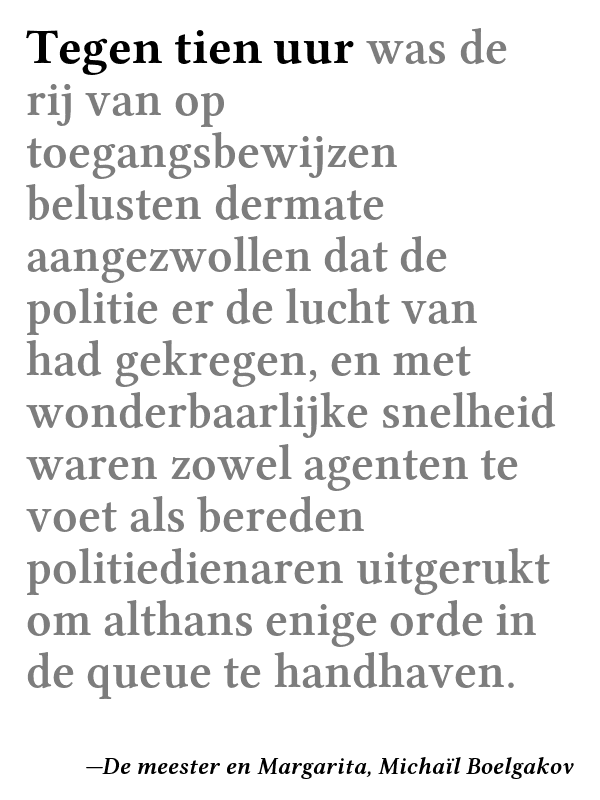 Tegen tien uur was de
rij van op
toegangsbewijzen
belusten dermate
aangezwollen dat de
politie er de lucht van
had gekregen, en met
wonderbaarlijke snelheid
waren zowel agenten te
voet als bereden
politiedienaren uitgerukt
om althans enige orde in
de queue te handhaven.
—De meester en Margarita, Michaïl Boelgakov